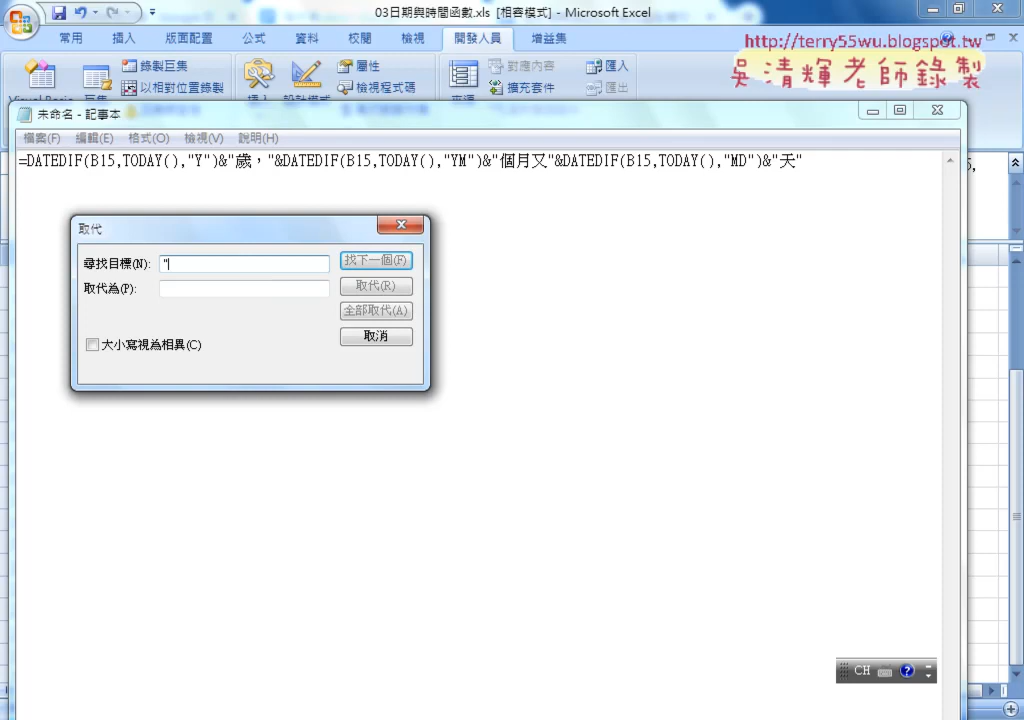 03日期與時間函數.xls [相容模式] - Microsoft Excel
常用 插入 版面配置 公式 資料 校閱 檢視 開發人員 增益集
http://terry55wu.blogspot.tw
吳清輝老師錄製
錄製巨集
以相對位置錄製
屬性
檢視程式碼
對應內容
擴充套件
匯入
匯出
未命名 - 記事本
檔案(F) 編輯(E) 格式(O) 檢視(V) 說明(H)
=DATEDIF(B15,TODAY(),"Y")&"歲，"&DATEDIF(B15,TODAY(),"YM")&"個月又"&DATEDIF(B15,TODAY(),"MD")&"天"
取代
尋找目標(N): "
找下一個(F)
取代為(P):
取代(R)
全部取代(A)
取消
大小寫視為相異(C)
CH